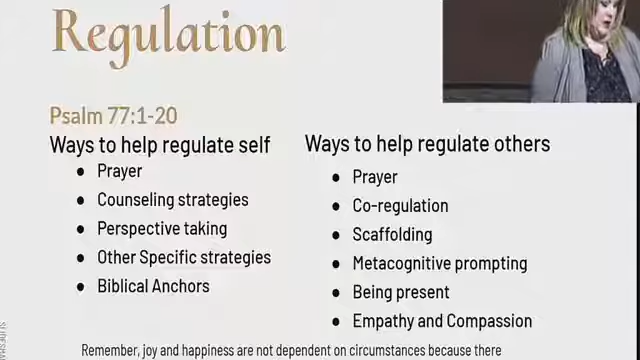 Regulation
Psalm 77:1-20
Ways to help regulate self
● Prayer
● Counseling strategies
● Perspective taking
● Other Specific strategies
● Biblical Anchors
Ways to help regulate others
● Prayer
● Co-regulation
● Scaffolding
● Metacognitive prompting
● Being present
● Empathy and Compassion
Remember, joy and happiness are not dependent on circumstances because there